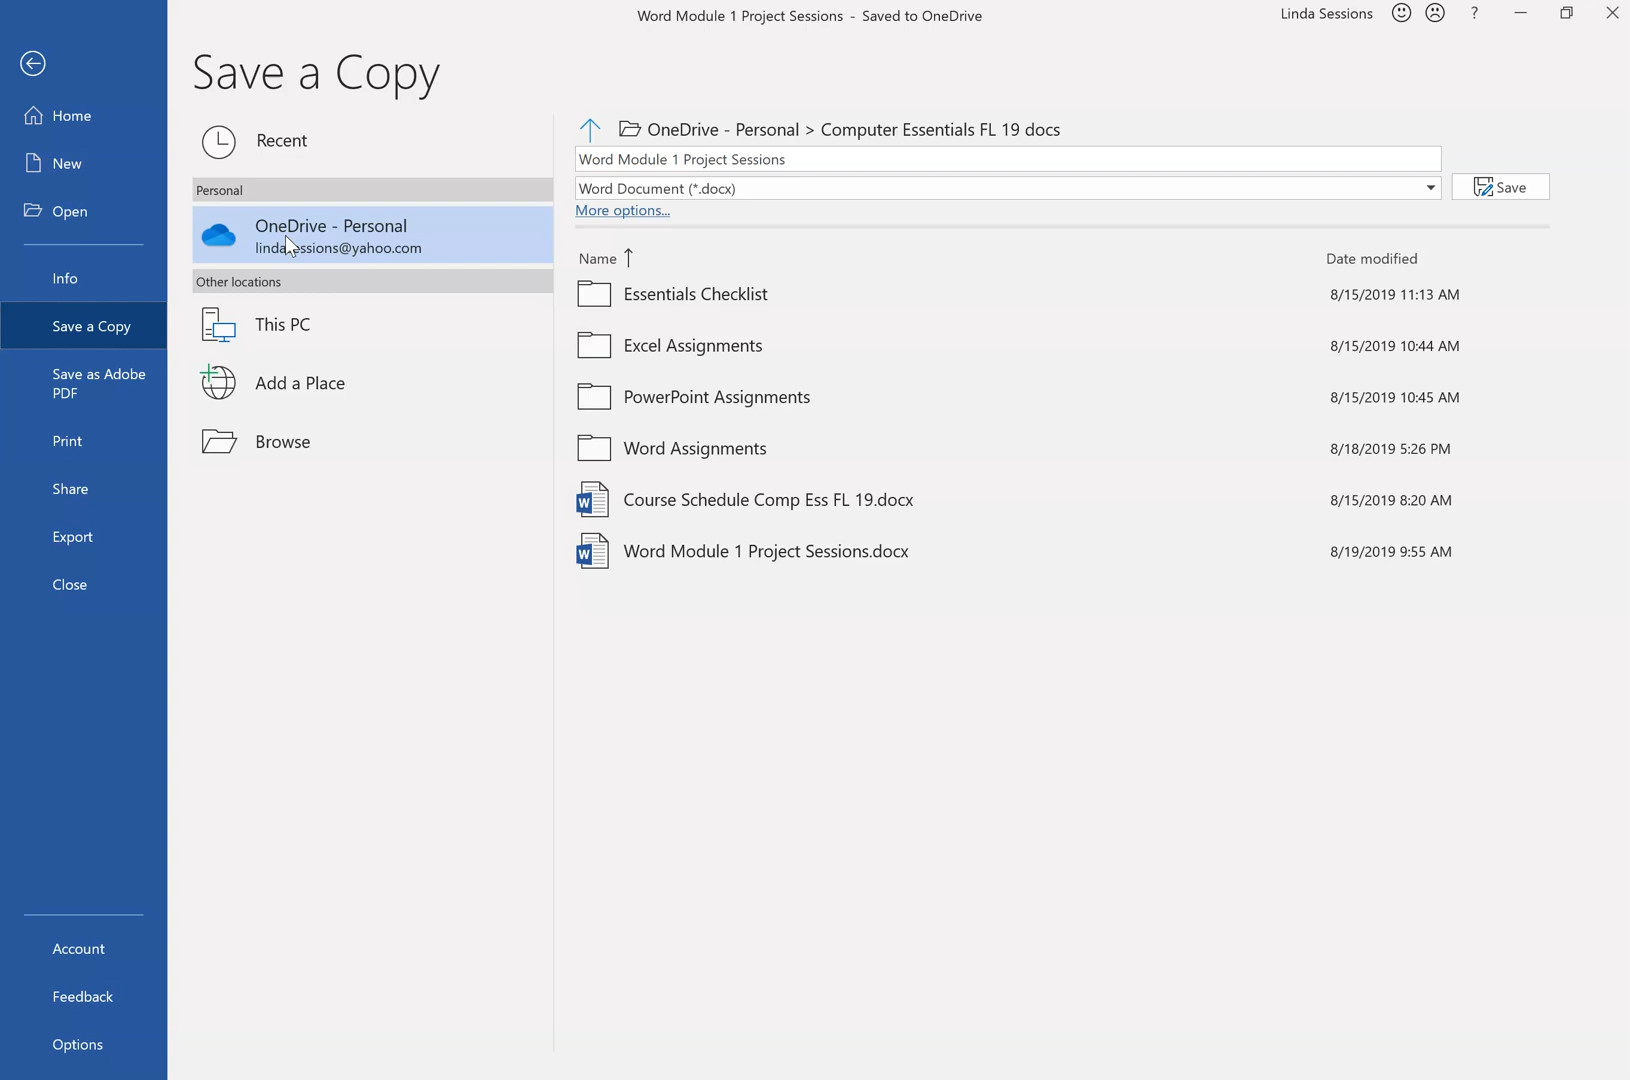 Word Module 1 Project Sessions - Saved to OneDrive
Linda Sessions
?
Save a Copy
Home
New
Open
Info
Save a Copy
Save as Adobe
PDF
Print
Share
Export
Close
Account
Feedback
Options
Recent
Personal
OneDrive - Personal
Other locations
This PC
Add a Place
Browse
OneDrive - Personal > Computer Essentials FL 19 docs
Word Module 1 Project Sessions
Word Document (*.docx)
Save
More options...
Name ↑ Date modified
Essentials Checklist 8/15/2019 11:13 AM
Excel Assignments 8/15/2019 10:44 AM
PowerPoint Assignments 8/15/2019 10:45 AM
Word Assignments 8/18/2019 5:26 PM
W Course Schedule Comp Ess FL 19.docx 8/15/2019 8:20 AM
W Word Module 1 Project Sessions.docx 8/19/2019 9:55 AM